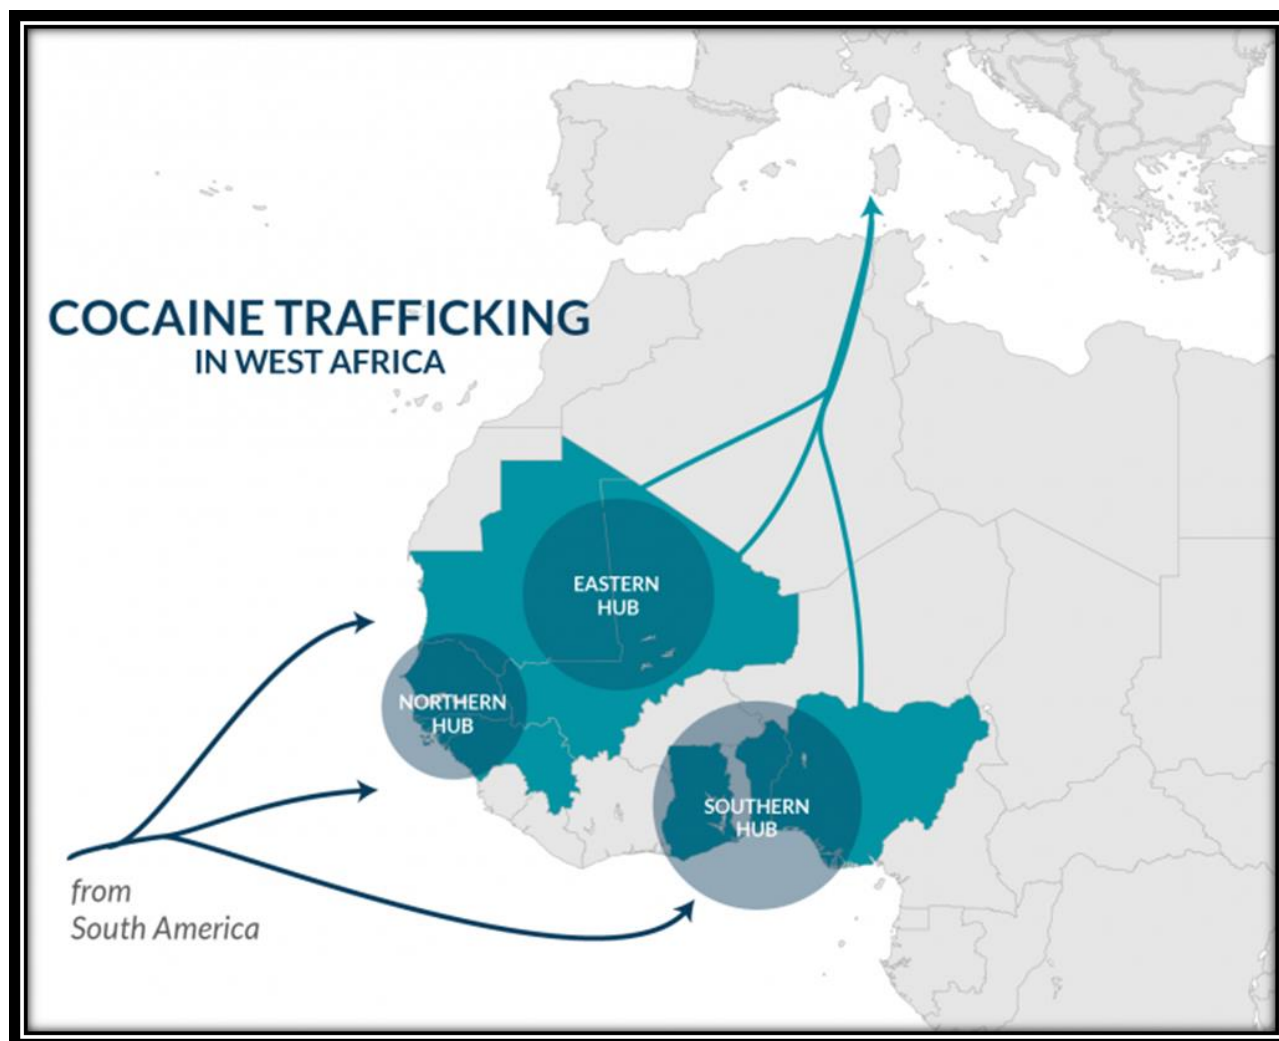 COCAINE TRAFFICKING
IN WEST AFRICA
EASTERN
HUB
NORTHERN
HUB
SOUTHERN
HUB
from
South America